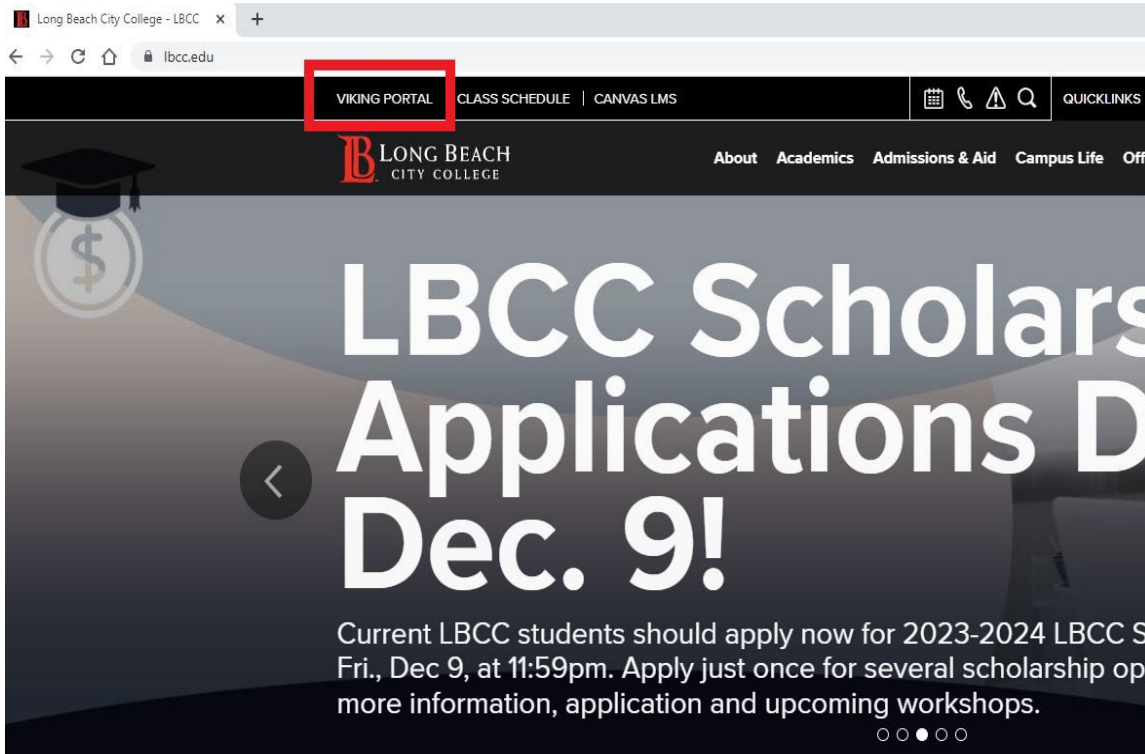 Long Beach City College - LBCC
lbcc.edu
VIKING PORTAL CLASS SCHEDULE | CANVAS LMS QUICKLINKS
LONG BEACH
CITY COLLEGE
About Academics Admissions & Aid Campus Life Off
LBCC Scholars
Applications D
Dec. 9!
Current LBCC students should apply now for 2023-2024 LBCC S
Fri., Dec 9, at 11:59pm. Apply just once for several scholarship op
more information, application and upcoming workshops.